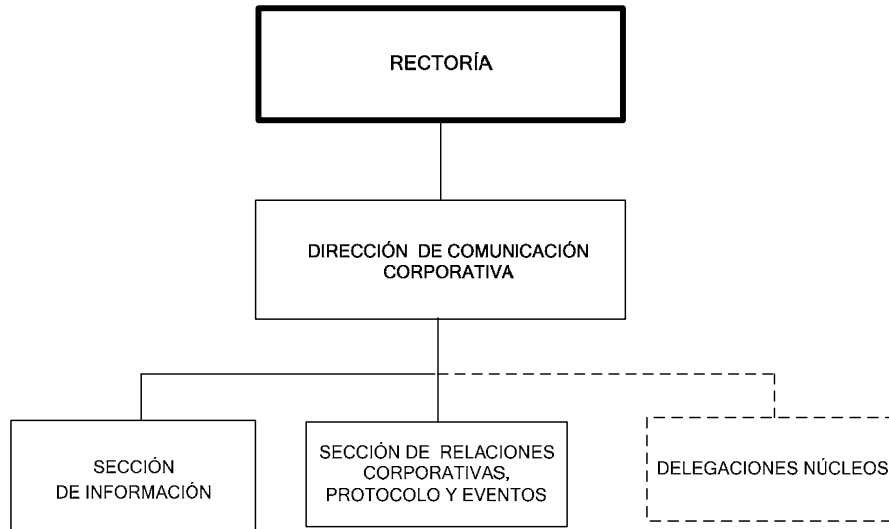 RECTORÍA
DIRECCIÓN DE COMUNICACIÓN
CORPORATIVA
SECCIÓN
DE INFORMACIÓN
SECCIÓN DE RELACIONES
CORPORATIVAS,
PROTOCOLO Y EVENTOS
DELEGACIONES NÚCLEOS